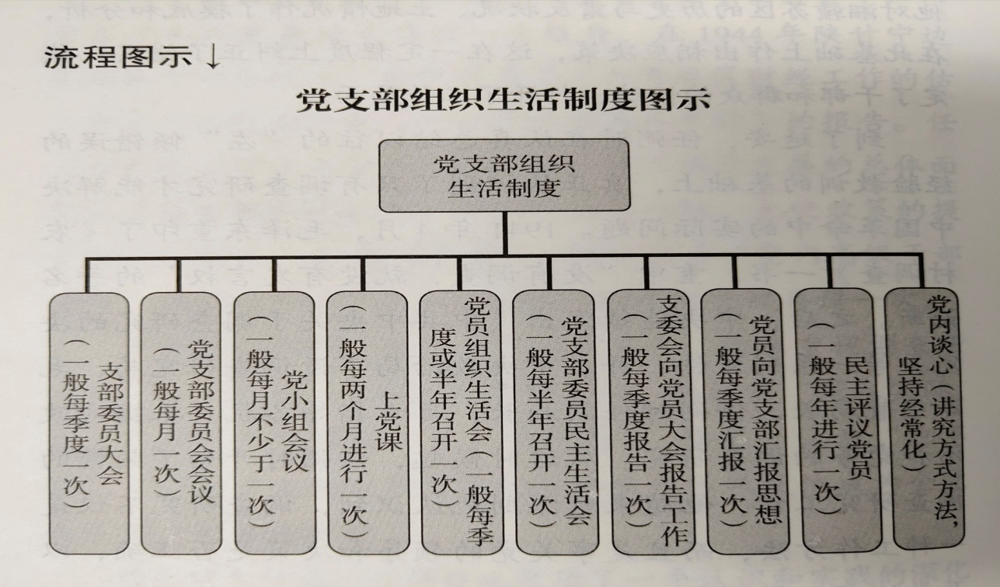 流程图示↓
党支部组织生活制度图示
党支部组织
生活制度
支部委员大会
（一般每季度一次）
党支部委员会会议
（一般每月一次）
党小组会议
（一般每月不少于一次）
上党课
（一般每两个月进行一次）
党员组织生活会（一般每季
度或半年召开一次）
党支部委员民主生活会
（一般每半年召开一次）
支委会向党员大会报告工作
（一般每季度报告一次）
党员向党支部汇报思想
（一般每季度汇报一次）
民主评议党员
（一般每年进行一次）
党内谈心（讲究方式方法，
坚持经常化）